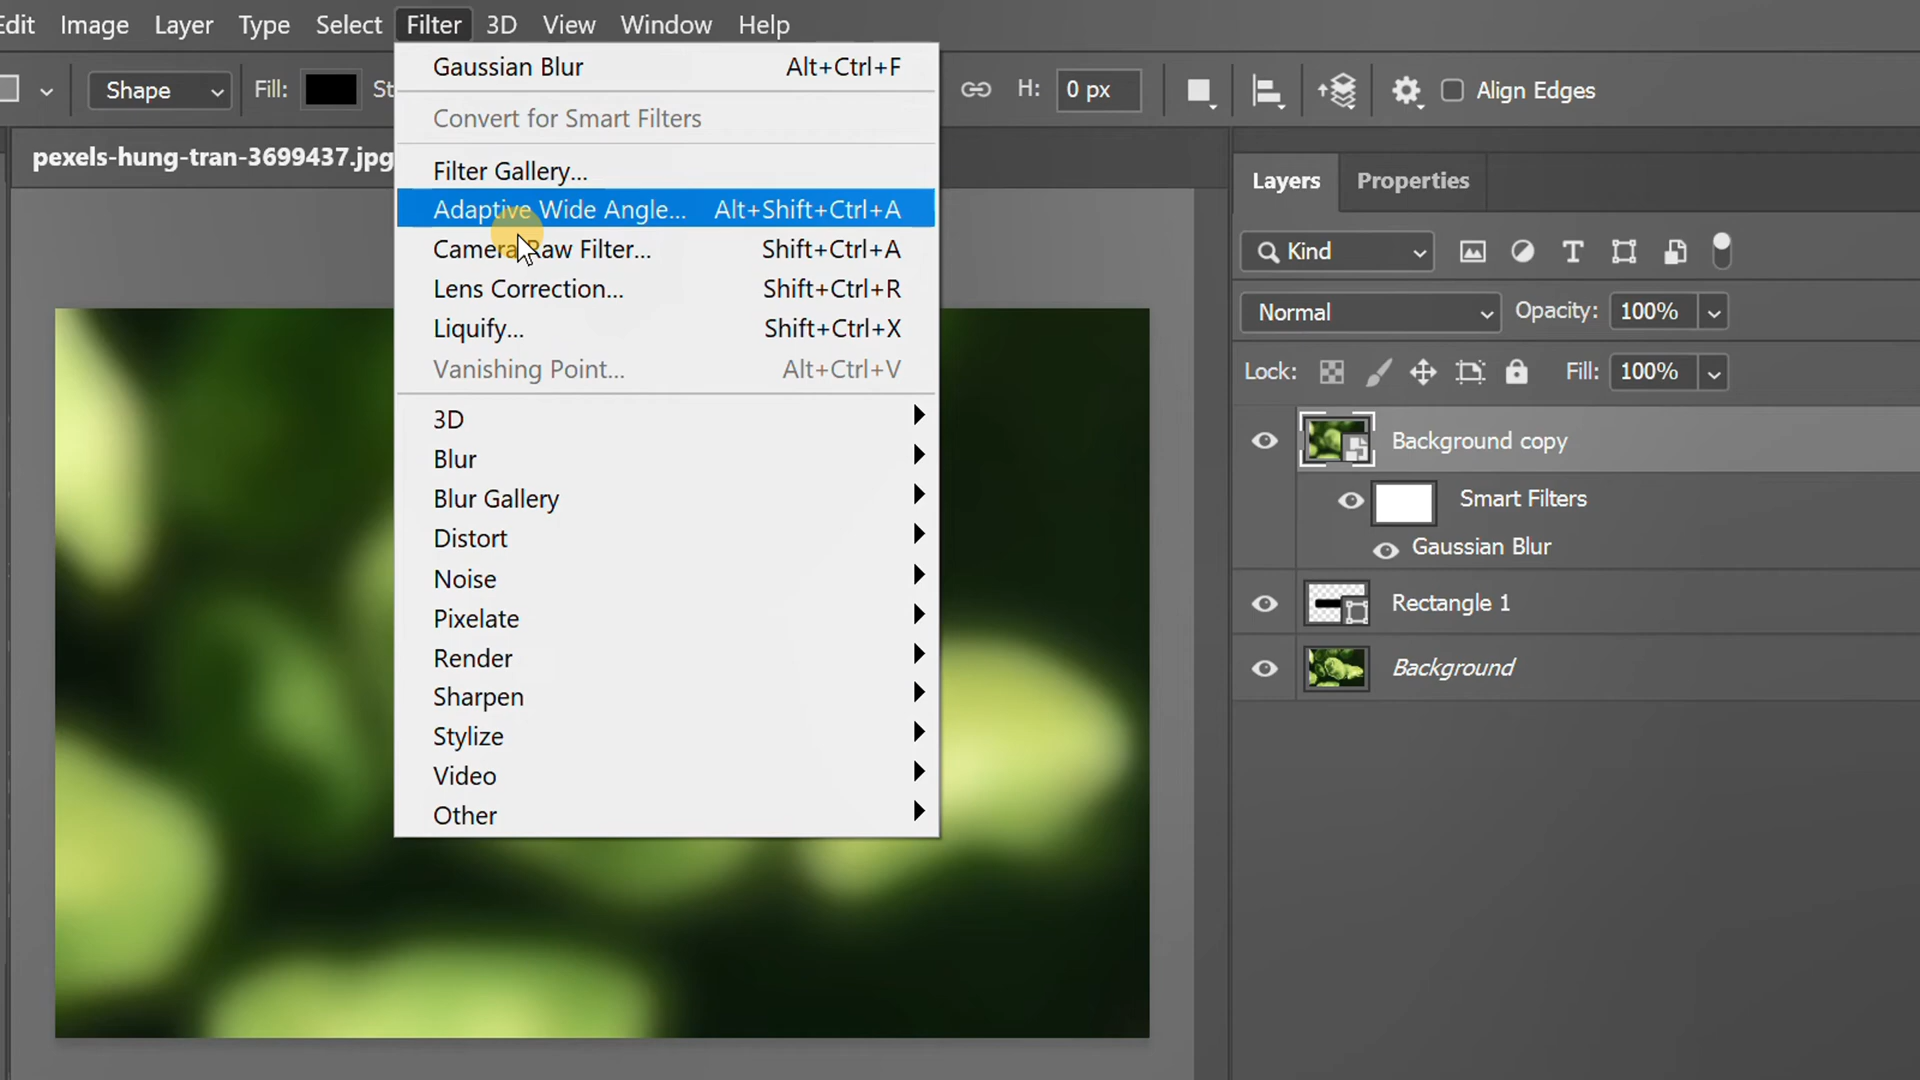 Edit Image Layer Type Select Filter 3D View Window Help
Shape Fill: St H: 0 px Align Edges
pexels-hung-tran-3699437.jpg
Gaussian Blur Alt+Ctrl+F
Convert for Smart Filters
Filter Gallery...
Adaptive Wide Angle... Alt+Shift+Ctrl+A
Camera Raw Filter... Shift+Ctrl+A
Lens Correction... Shift+Ctrl+R
Liquify... Shift+Ctrl+X
Vanishing Point... Alt+Ctrl+V
3D
Blur
Blur Gallery
Distort
Noise
Pixelate
Render
Sharpen
Stylize
Video
Other
Layers Properties
Kind
Normal Opacity: 100%
Lock: Fill: 100%
Background copy
Smart Filters
Gaussian Blur
Rectangle 1
Background